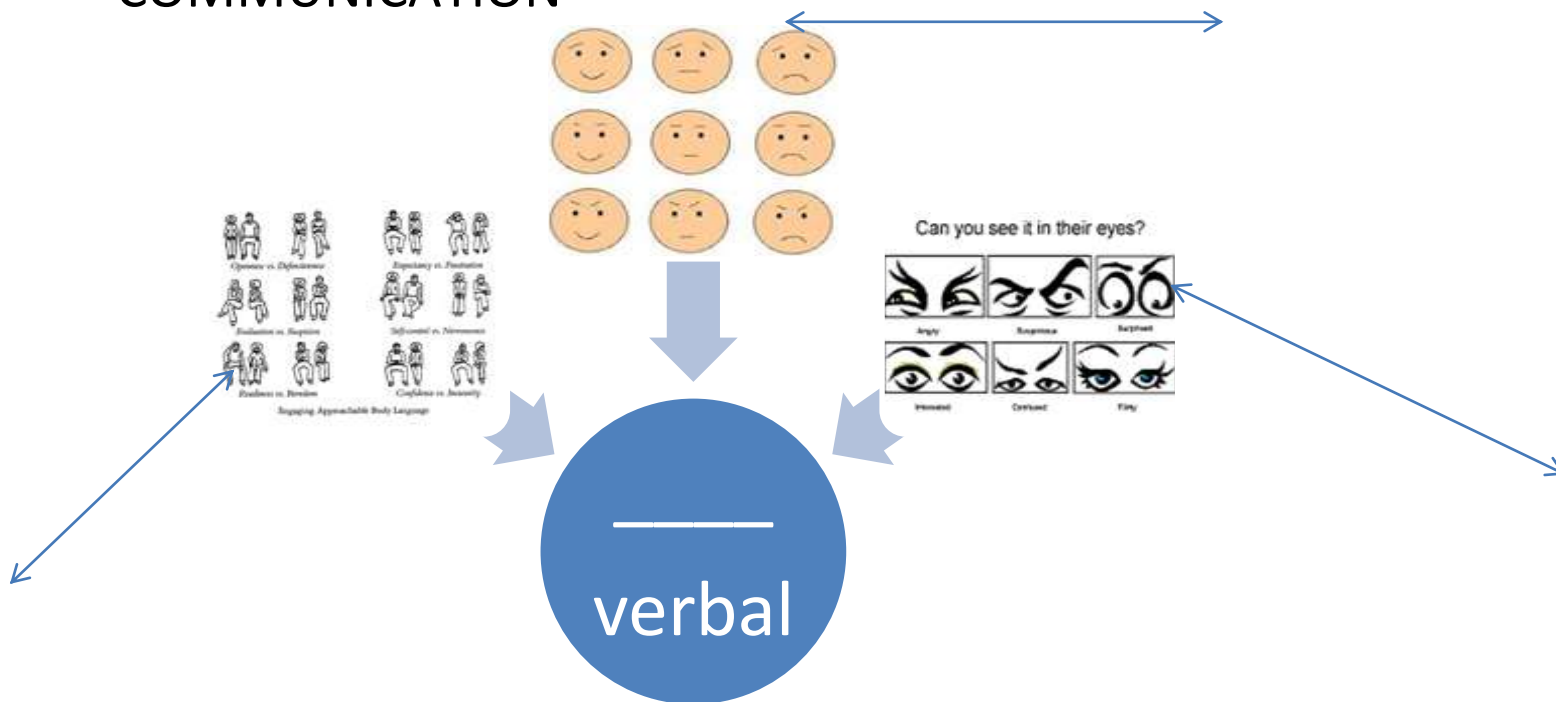 COMMUNICATION
Can you see it in their eyes?
Openness vs. Defensiveness
Expectancy vs. Frustration
Evaluation vs. Suspicion
Self-control vs. Nervousness
Readiness vs. Boredom
Confidence vs. Insecurity
Engaging Approachable Body Language
Angry
Suspicious
Surprised
Interested
Confused
Flirty
____
verbal